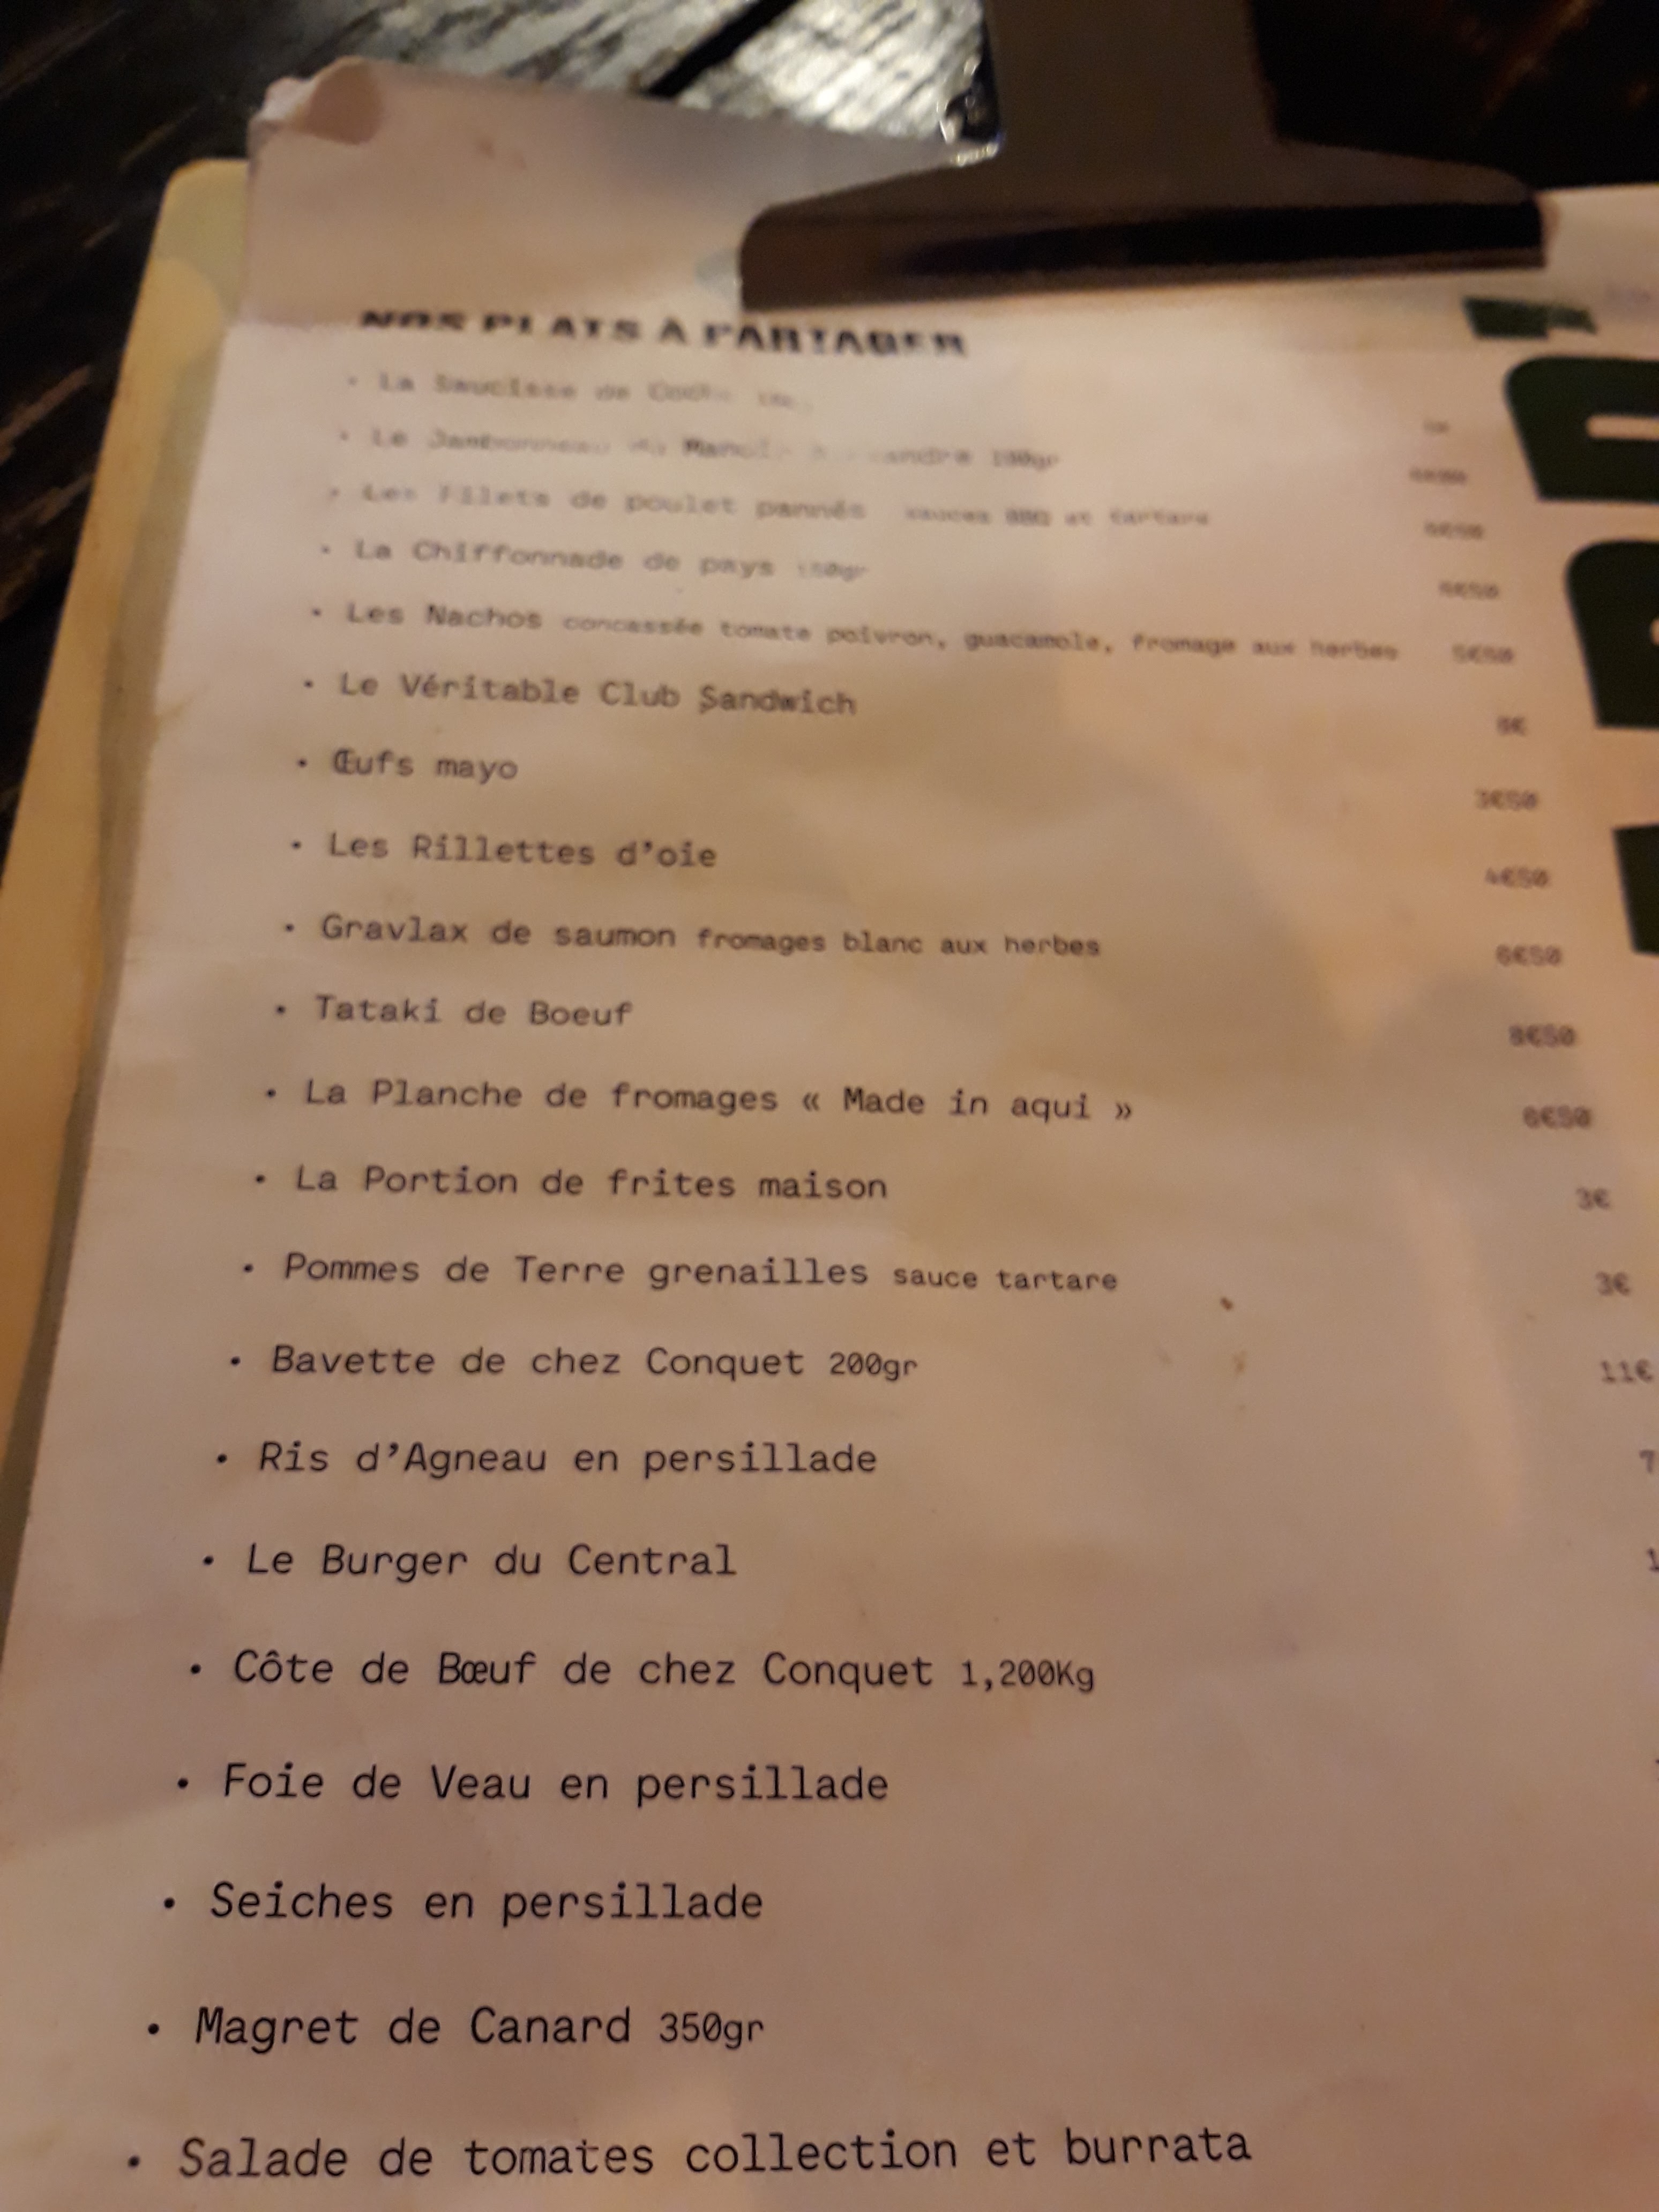 NOS PLATS À PARTAGER
• La Saucisse de
• Le Jambonneau du 100gr
• Les Filets de poulet pannés sauces BBQ et tartare
• La Chiffonnade de pays 150gr
• Les Nachos concassée tomate poivron, guacamole, fromage aux herbes 5€50
• Le Véritable Club Sandwich
• Œufs mayo 3€50
• Les Rillettes d'oie 4€50
• Gravlax de saumon fromages blanc aux herbes 6€50
• Tataki de Boeuf 8€50
• La Planche de fromages « Made in aqui » 6€50
• La Portion de frites maison 3€
• Pommes de Terre grenailles sauce tartare 3€
• Bavette de chez Conquet 200gr 11€
• Ris d'Agneau en persillade 7
• Le Burger du Central 1
• Côte de Bœuf de chez Conquet 1,200Kg
• Foie de Veau en persillade
• Seiches en persillade
• Magret de Canard 350gr
• Salade de tomates collection et burrata